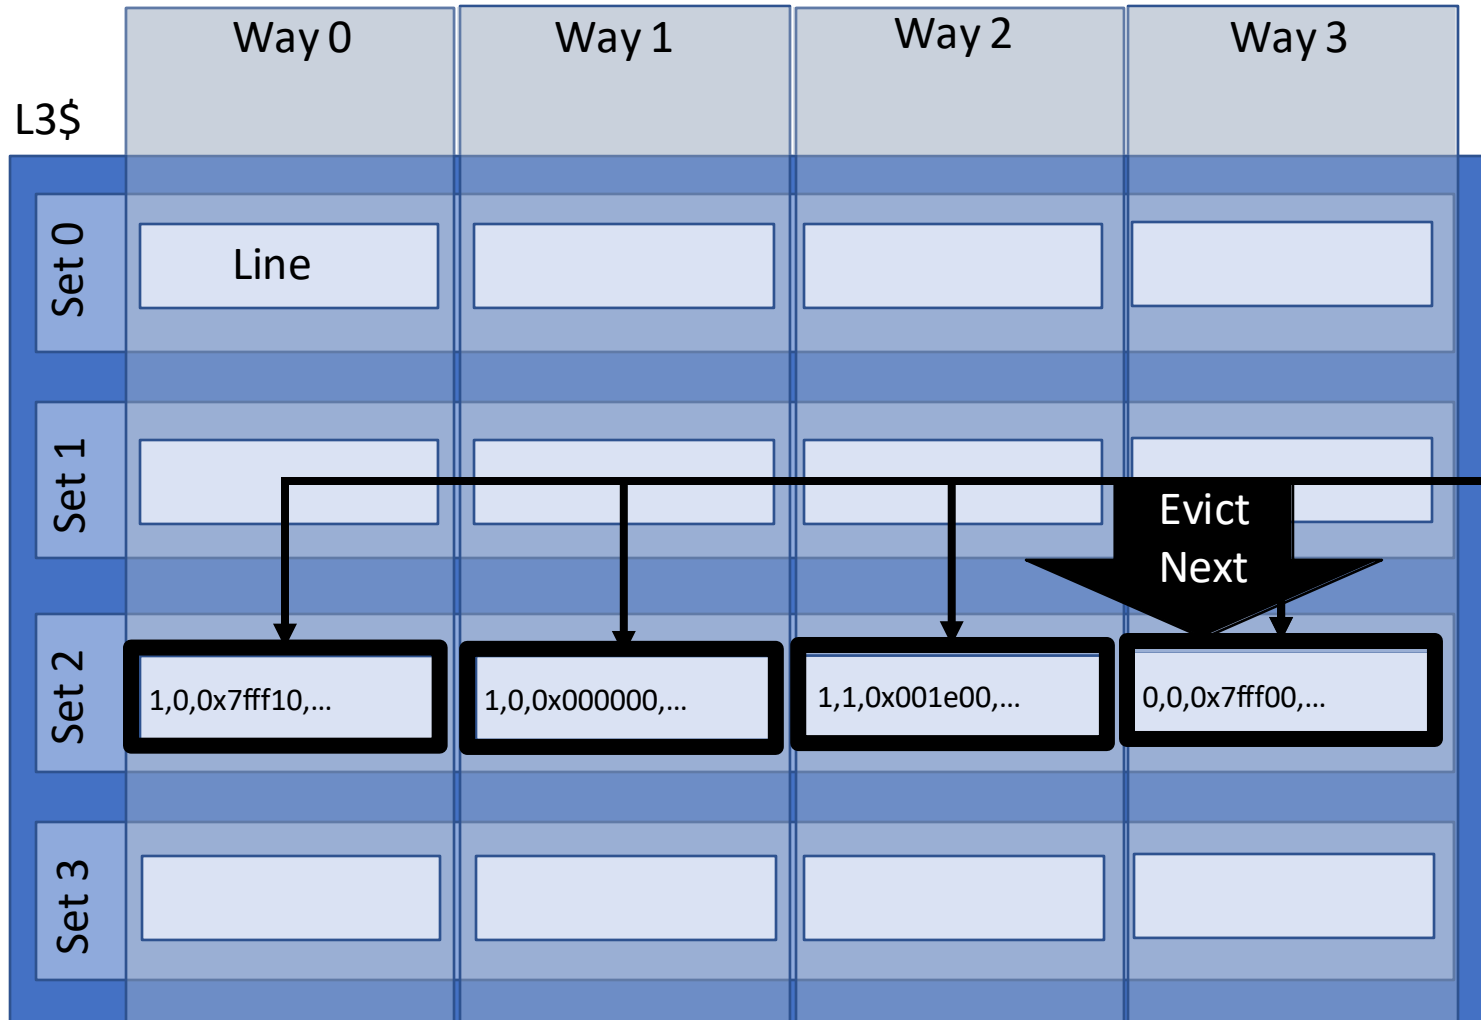 Way 0
Way 1
Way 2
Way 3
L3$
Set 0
Line
Set 1
Evict
Next
Set 2
1,0,0x7fff10,...
1,0,0x000000,...
1,1,0x001e00,...
0,0,0x7fff00,...
Set 3